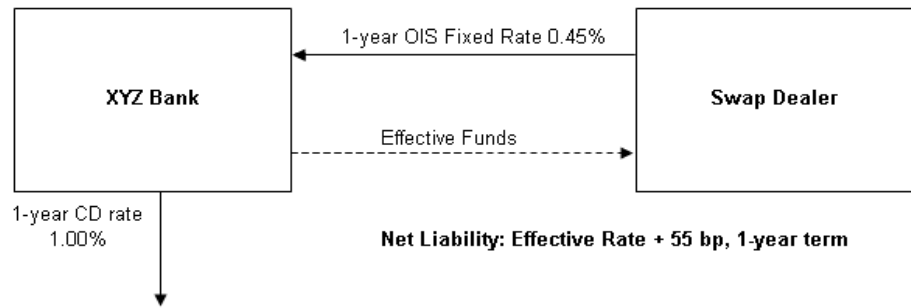 1-year OIS Fixed Rate 0.45%
XYZ Bank
Swap Dealer
Effective Funds
1-year CD rate
1.00%
Net Liability: Effective Rate + 55 bp, 1-year term